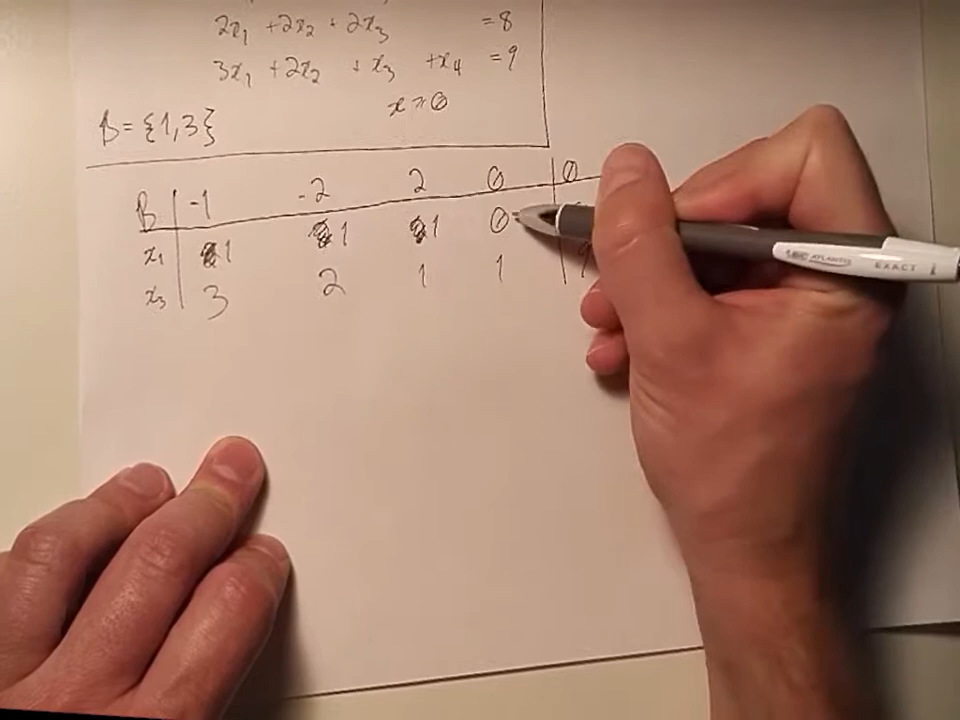 2x₁ + 2x₂ + 2x₃ = 8
3x₁ + 2x₂ + x₃ + x₄ = 9
x ≥ 0
B = {1,3}
B -1 -2 2 0 0
x₁ 1 1 1 0
x₃ 3 2 1 1 9
BIC ATLANTIS EXACT